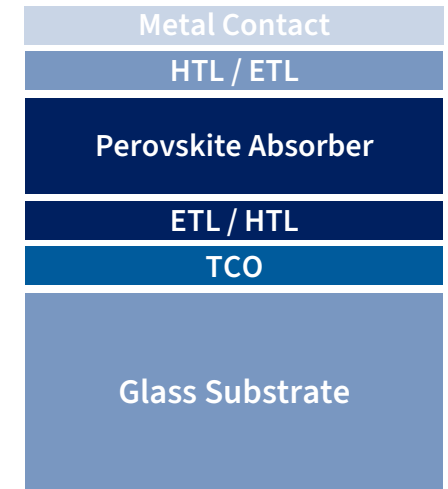 Metal Contact
HTL / ETL
Perovskite Absorber
ETL / HTL
TCO
Glass Substrate